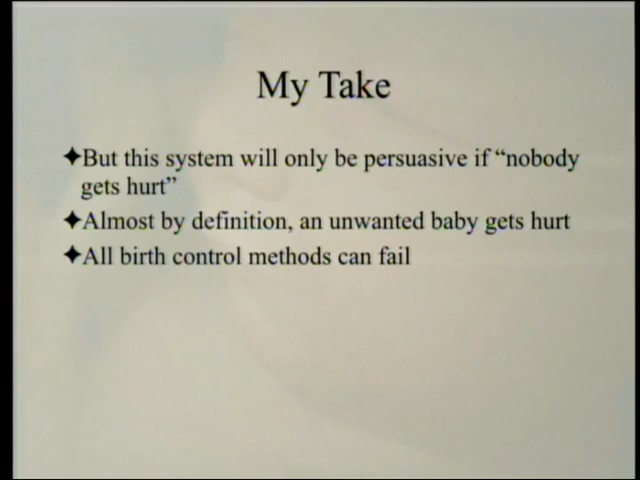 My Take
✦But this system will only be persuasive if “nobody
gets hurt”
✦Almost by definition, an unwanted baby gets hurt
✦All birth control methods can fail